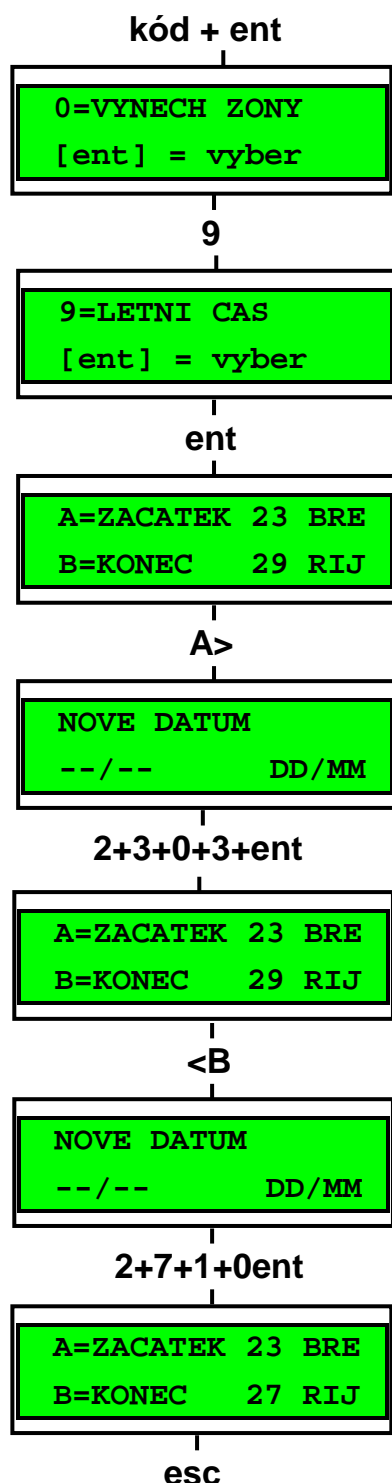 kód + ent
0=VYNECH ZONY
[ent] = vyber
9
9=LETNI CAS
[ent] = vyber
ent
A=ZACATEK 23 BRE
B=KONEC 29 RIJ
A>
NOVE DATUM
--/-- DD/MM
2+3+0+3+ent
A=ZACATEK 23 BRE
B=KONEC 29 RIJ
<B
NOVE DATUM
--/-- DD/MM
2+7+1+0ent
A=ZACATEK 23 BRE
B=KONEC 27 RIJ
esc